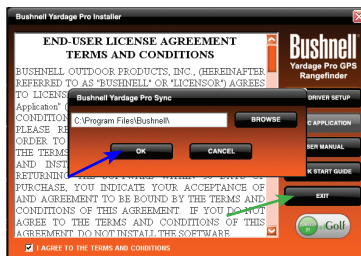 Bushnell Yardage Pro Installer
END-USER LICENSE AGREEMENT
TERMS AND CONDITIONS
BUSHNELL OUTDOOR PRODUCTS, INC., (HEREINAFTER
REFERRED TO AS "BUSHNELL" OR "LICENSOR") AGREES
TO LICENS
Application" (
CONDITION
PLEASE RE
ORDER TO
THE TERMS
AND INST
RETURNING
PURCHASE, YOU INDICATE YOUR ACCEPTANCE OF
AND AGREEMENT TO BE BOUND BY THE TERMS AND
CONDITIONS OF THIS AGREEMENT IF YOU DO NOT
AGREE TO THE TERMS AND CONDITIONS OF THIS
AGREEMENT, DO NOT INSTALL THE SOFTWARE
I AGREE TO THE TERMS AND CONDITIONS
Bushnell Yardage Pro Sync
C:\Program Files\Bushnell\
BROWSE
OK
CANCEL
Bushnell
Yardage Pro GPS
Rangefinder
DRIVER SETUP
C APPLICATION
SER MANUAL
K START GUIDE
EXIT
Golf